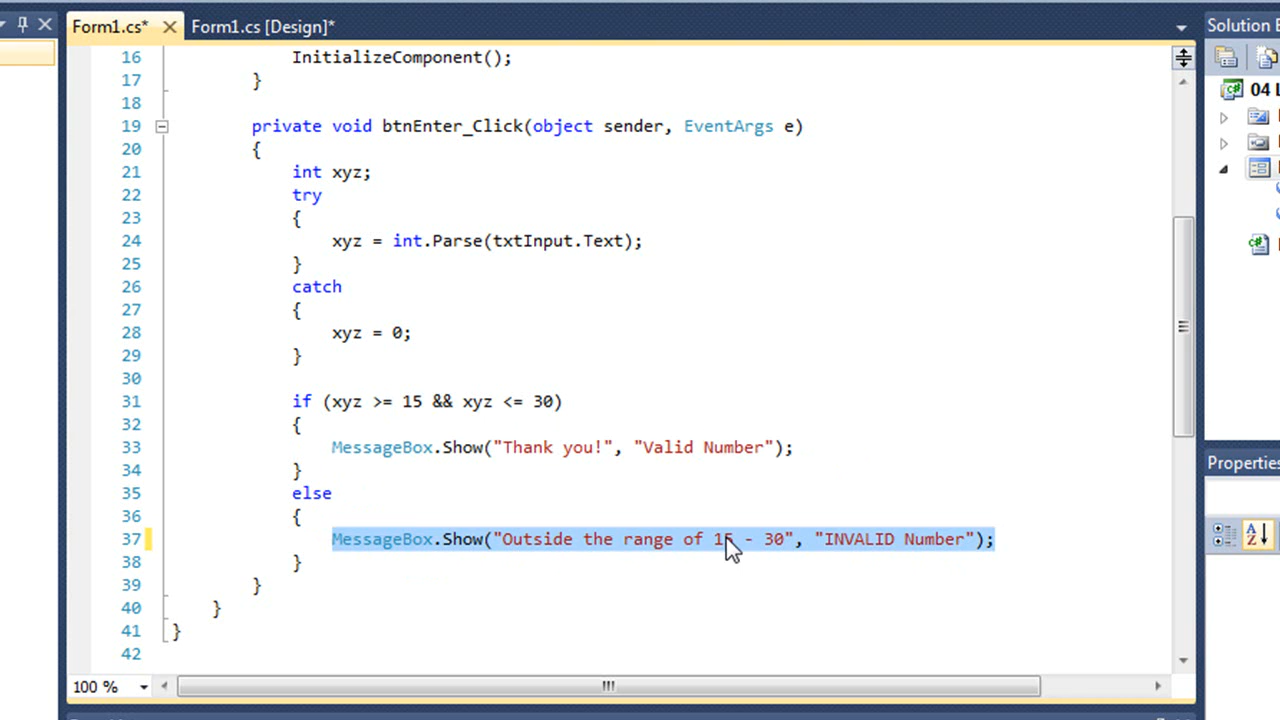 Form1.cs* Form1.cs [Design]* Solution E
16 InitializeComponent();
17 }
18
19 private void btnEnter_Click(object sender, EventArgs e)
20 {
21 int xyz;
22 try
23 {
24 xyz = int.Parse(txtInput.Text);
25 }
26 catch
27 {
28 xyz = 0;
29 }
30
31 if (xyz >= 15 && xyz <= 30)
32 {
33 MessageBox.Show("Thank you!", "Valid Number");
34 }
35 else
36 {
37 MessageBox.Show("Outside the range of 15 - 30", "INVALID Number");
38 }
39 }
40 }
41 }
42
100 %
04 L
Properties